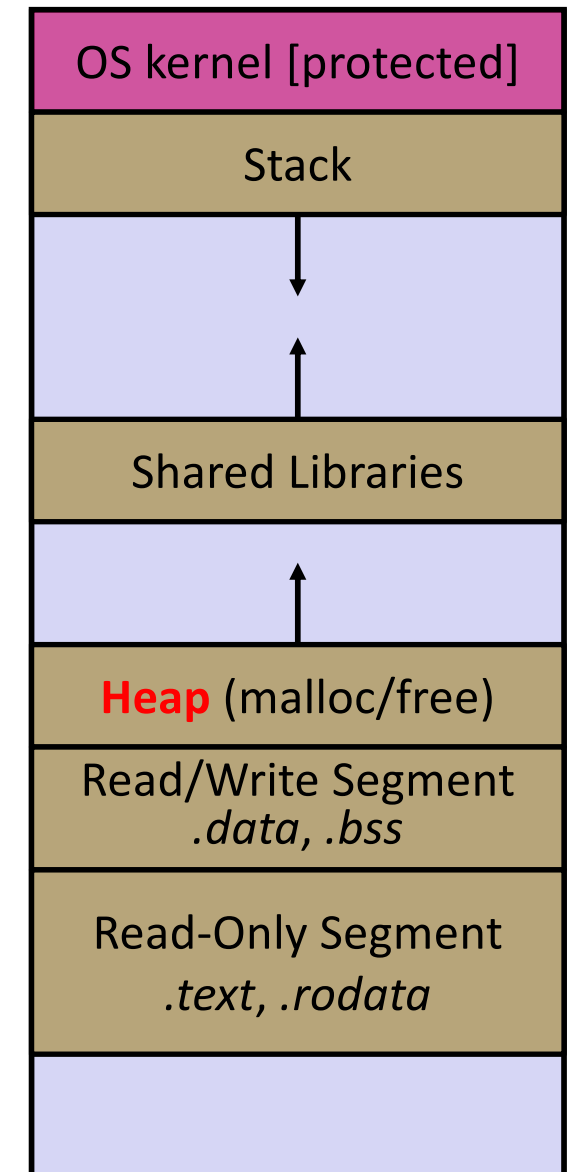 OS kernel [protected]
Stack
Shared Libraries
Heap (malloc/free)
Read/Write Segment
.data, .bss
Read-Only Segment
.text, .rodata